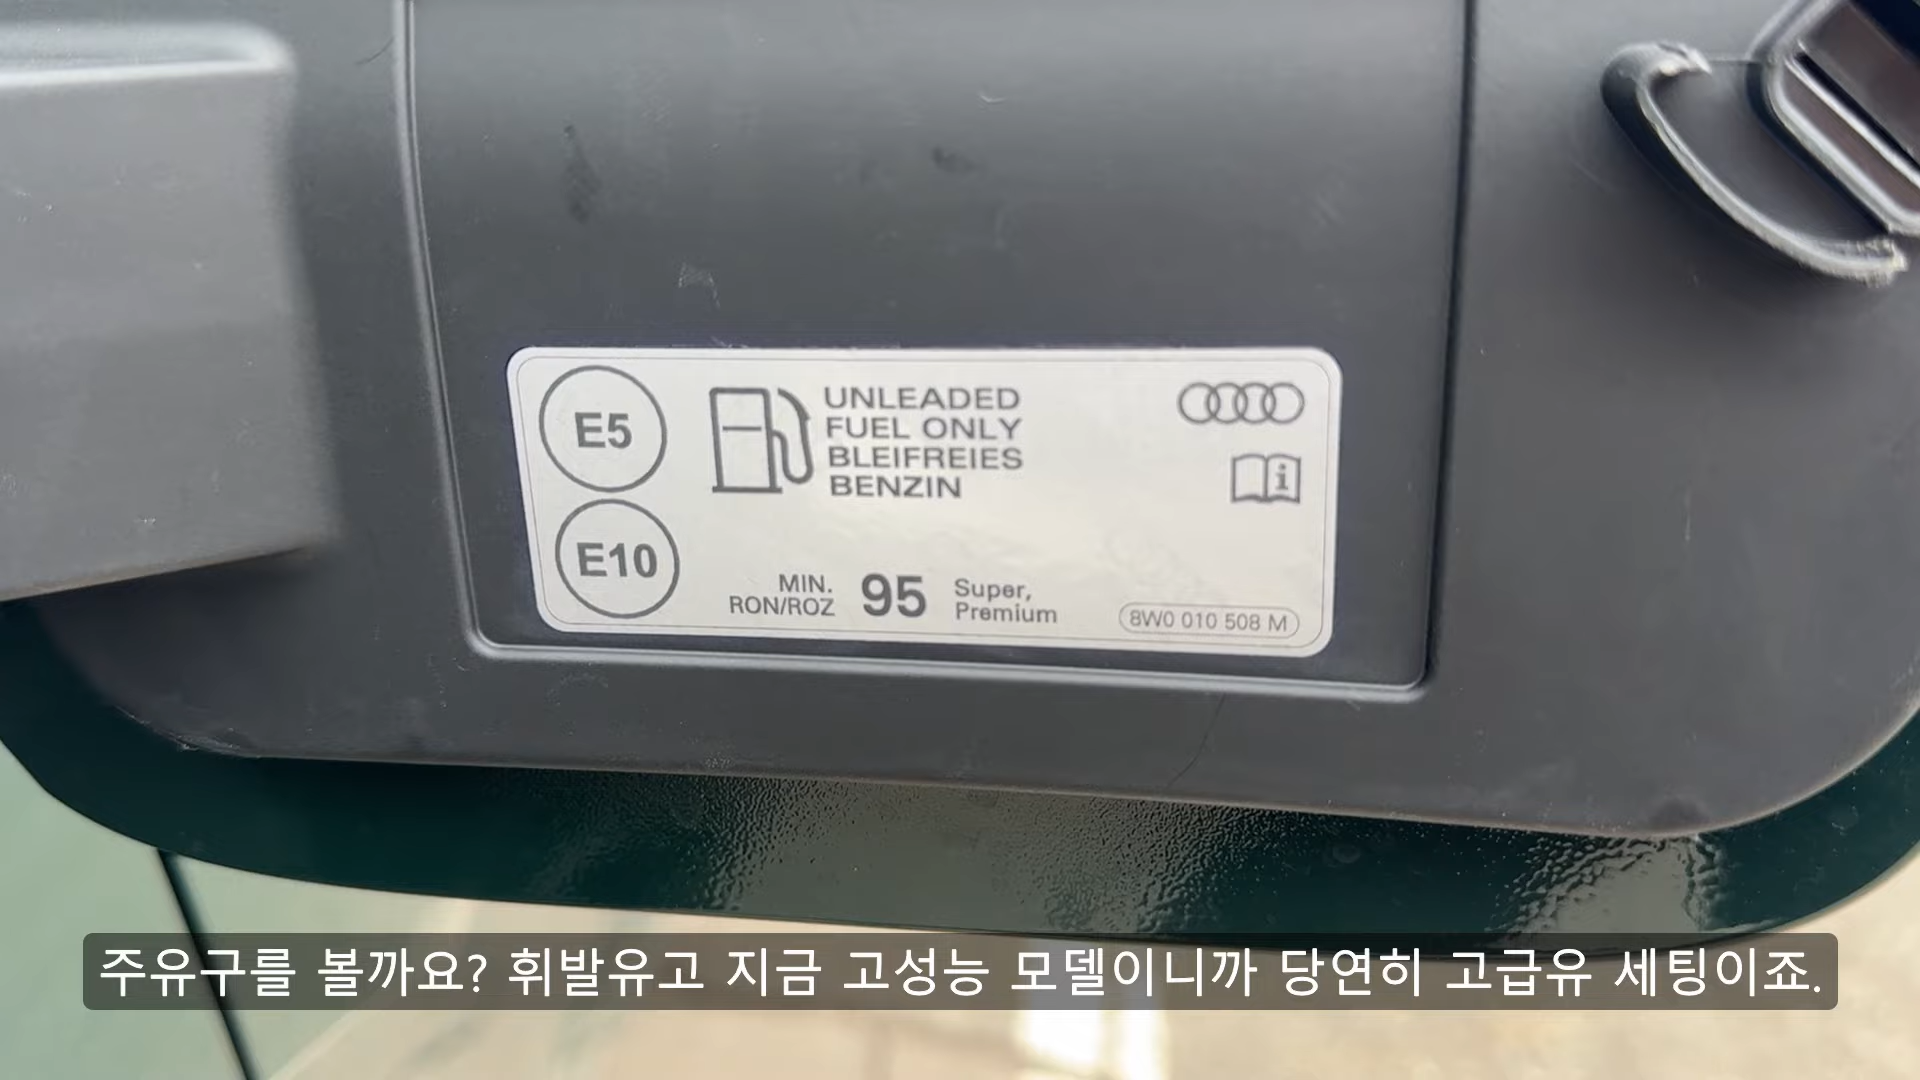 E5
UNLEADED
FUEL ONLY
BLEIFREIES
BENZIN
i
E10
MIN.
RON/ROZ
95
Super,
Premium
8W0 010 508 M
주유구를 볼까요? 휘발유고 지금 고성능 모델이니까 당연히 고급유 세팅이죠.